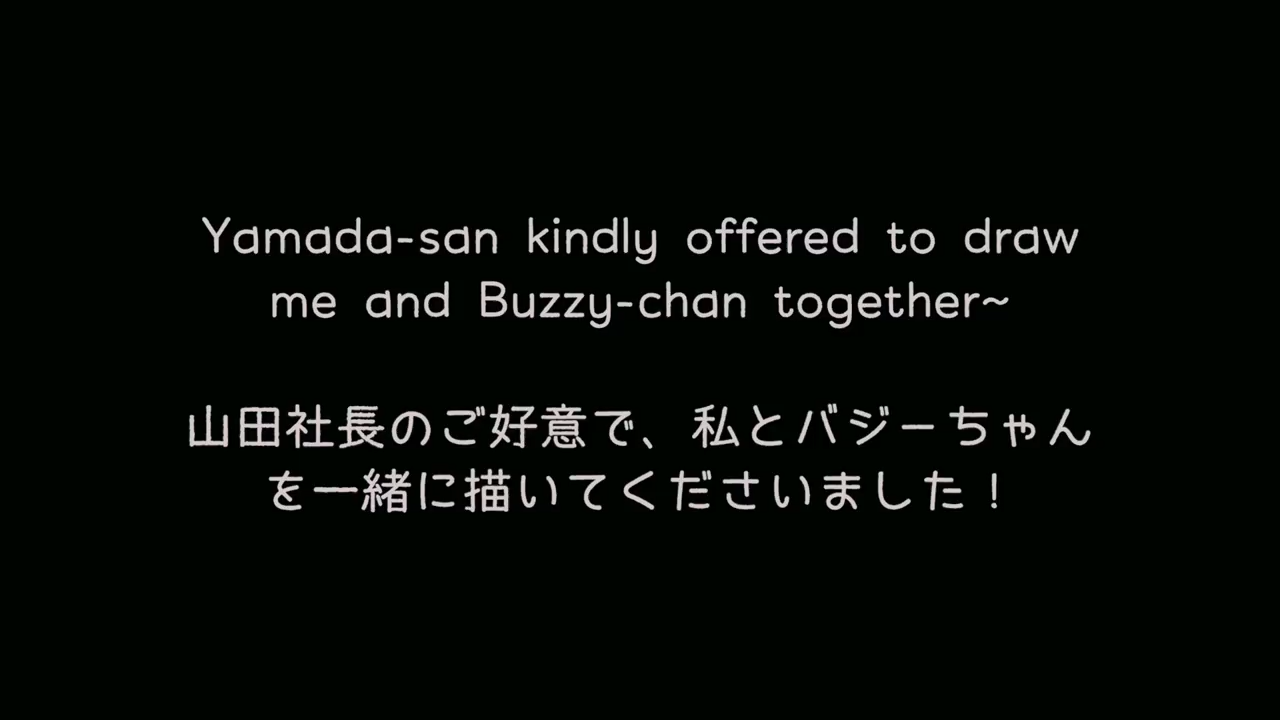 Yamada-san kindly offered to draw
me and Buzzy-chan together~
山田社長のご好意で、私とバジーちゃん
を一緒に描いてくださいました！